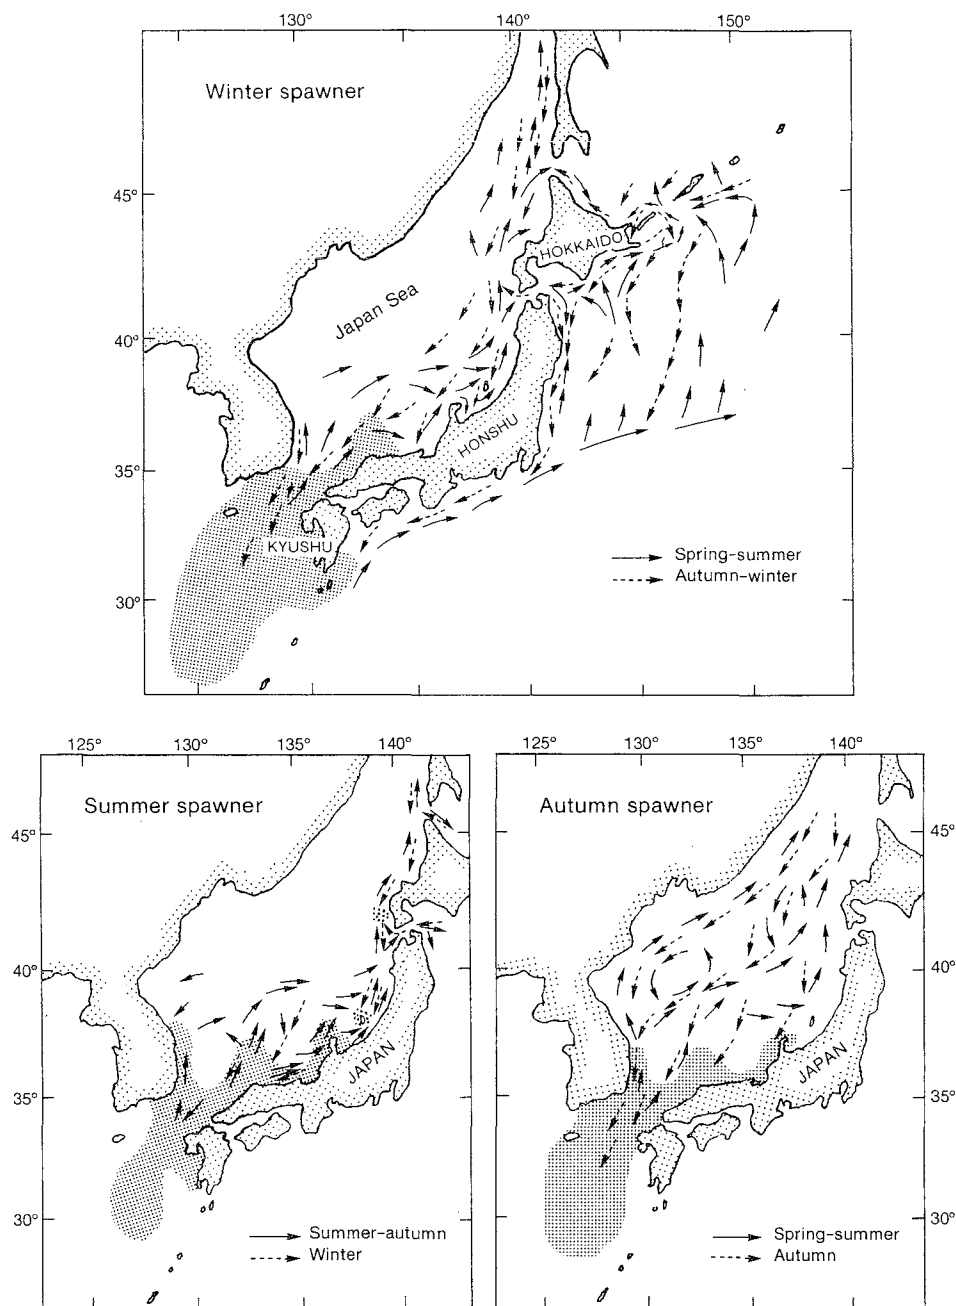 130° 140° 150°
Winter spawner
45°
HOKKAIDO
Japan Sea
40°
HONSHU
35°
KYUSHU
Spring–summer
Autumn–winter
30°
125° 130° 135° 140°
Summer spawner
45°
40°
JAPAN
35°
30°
Summer–autumn
Winter
125° 130° 135° 140°
Autumn spawner
45°
40°
JAPAN
35°
30°
Spring–summer
Autumn